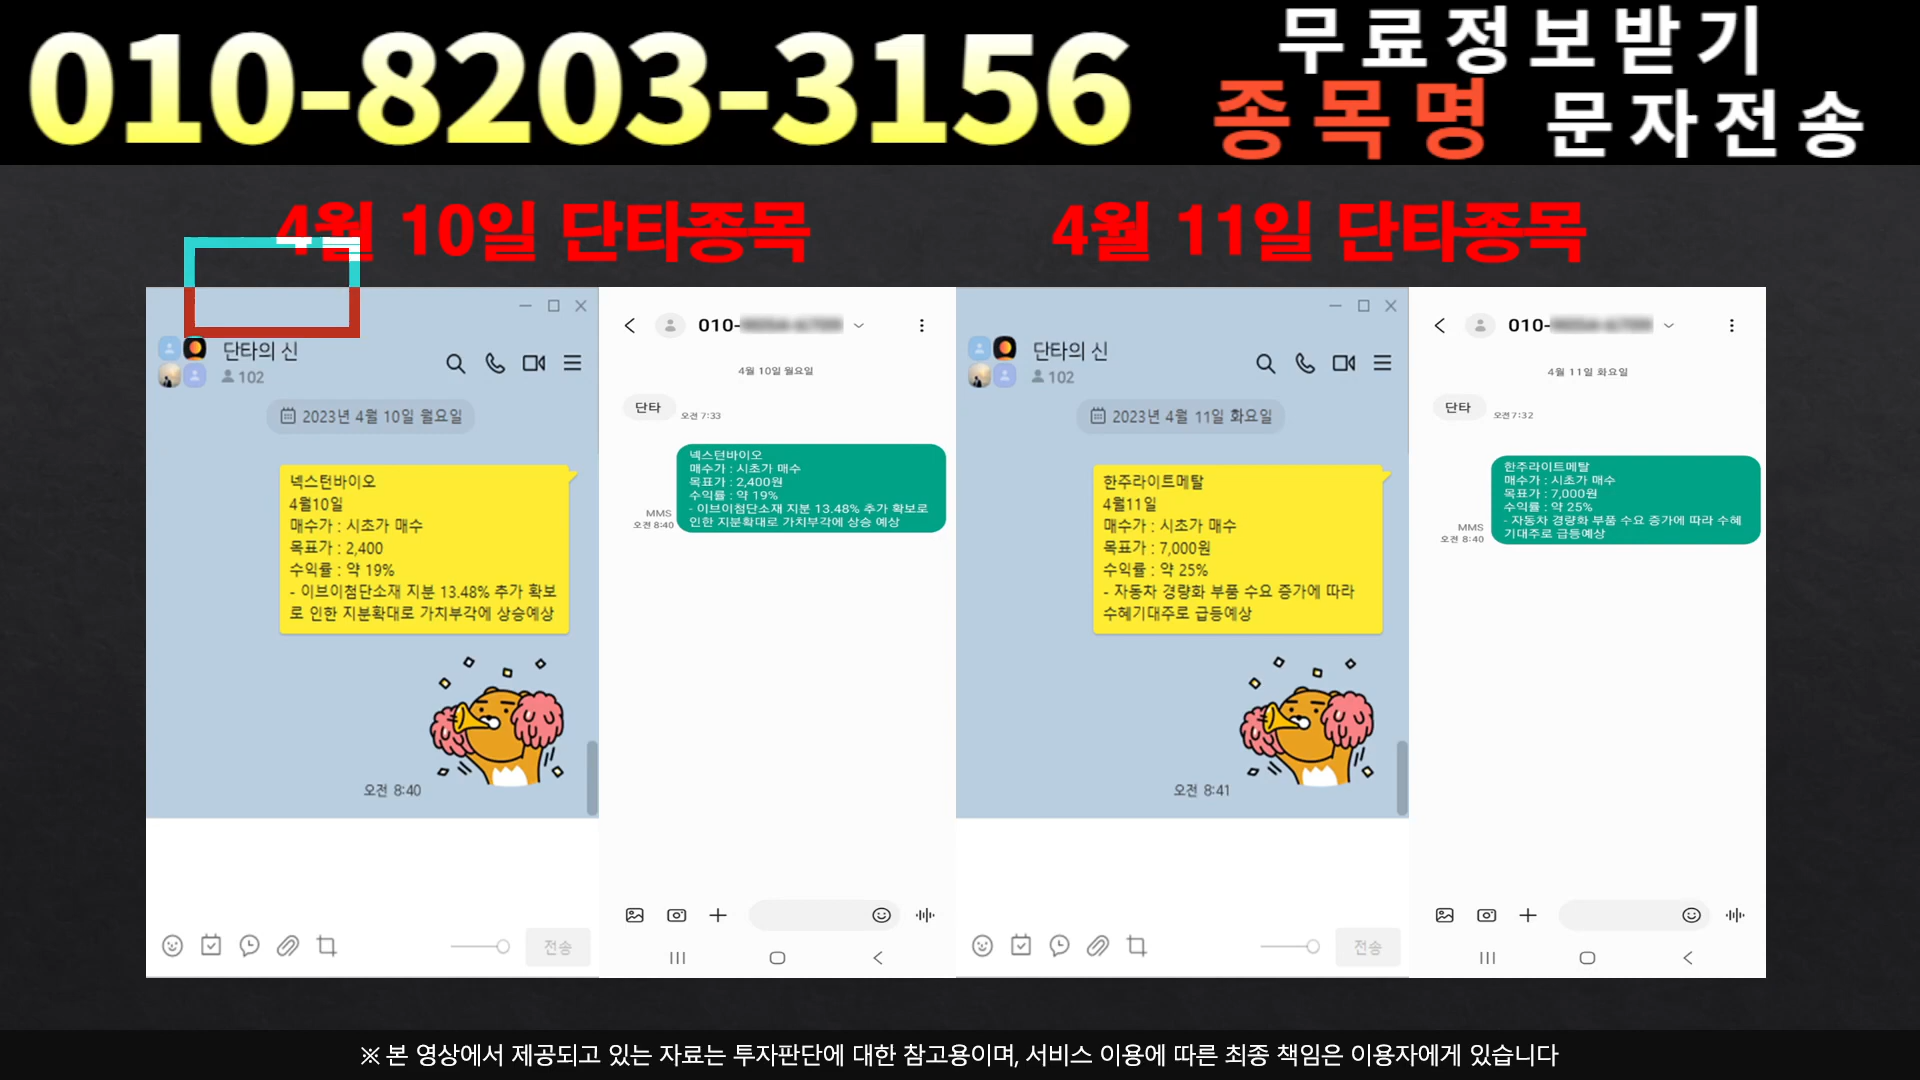 010-8203-3156
무료정보받기
종목명 문자전송
4월 10일 단타종목
4월 11일 단타종목
단타의 신
102
2023년 4월 10일 월요일
넥스턴바이오
4월10일
매수가 : 시초가 매수
목표가 : 2,400
수익률 : 약 19%
- 이브이첨단소재 지분 13.48% 추가 확보
로 인한 지분확대로 가치부각에 상승예상
오전 8:40
전송
010-
4월 10일 월요일
단타
오전 7:33
넥스턴바이오
매수가 : 시초가 매수
목표가 : 2,400원
수익률 : 약 19%
- 이브이첨단소재 지분 13.48% 추가 확보로
인한 지분확대로 가치부각에 상승 예상
MMS
오전 8:40
단타의 신
102
2023년 4월 11일 화요일
한주라이트메탈
4월11일
매수가 : 시초가 매수
목표가 : 7,000원
수익률 : 약 25%
- 자동차 경량화 부품 수요 증가에 따라
수혜기대주로 급등예상
오전 8:41
전송
010-
4월 11일 화요일
단타
오전 7:32
한주라이트메탈
매수가 : 시초가 매수
목표가 : 7,000원
수익률 : 약 25%
- 자동차 경량화 부품 수요 증가에 따라 수혜
기대주로 급등예상
MMS
오전 8:40
※ 본 영상에서 제공되고 있는 자료는 투자판단에 대한 참고용이며, 서비스 이용에 따른 최종 책임은 이용자에게 있습니다